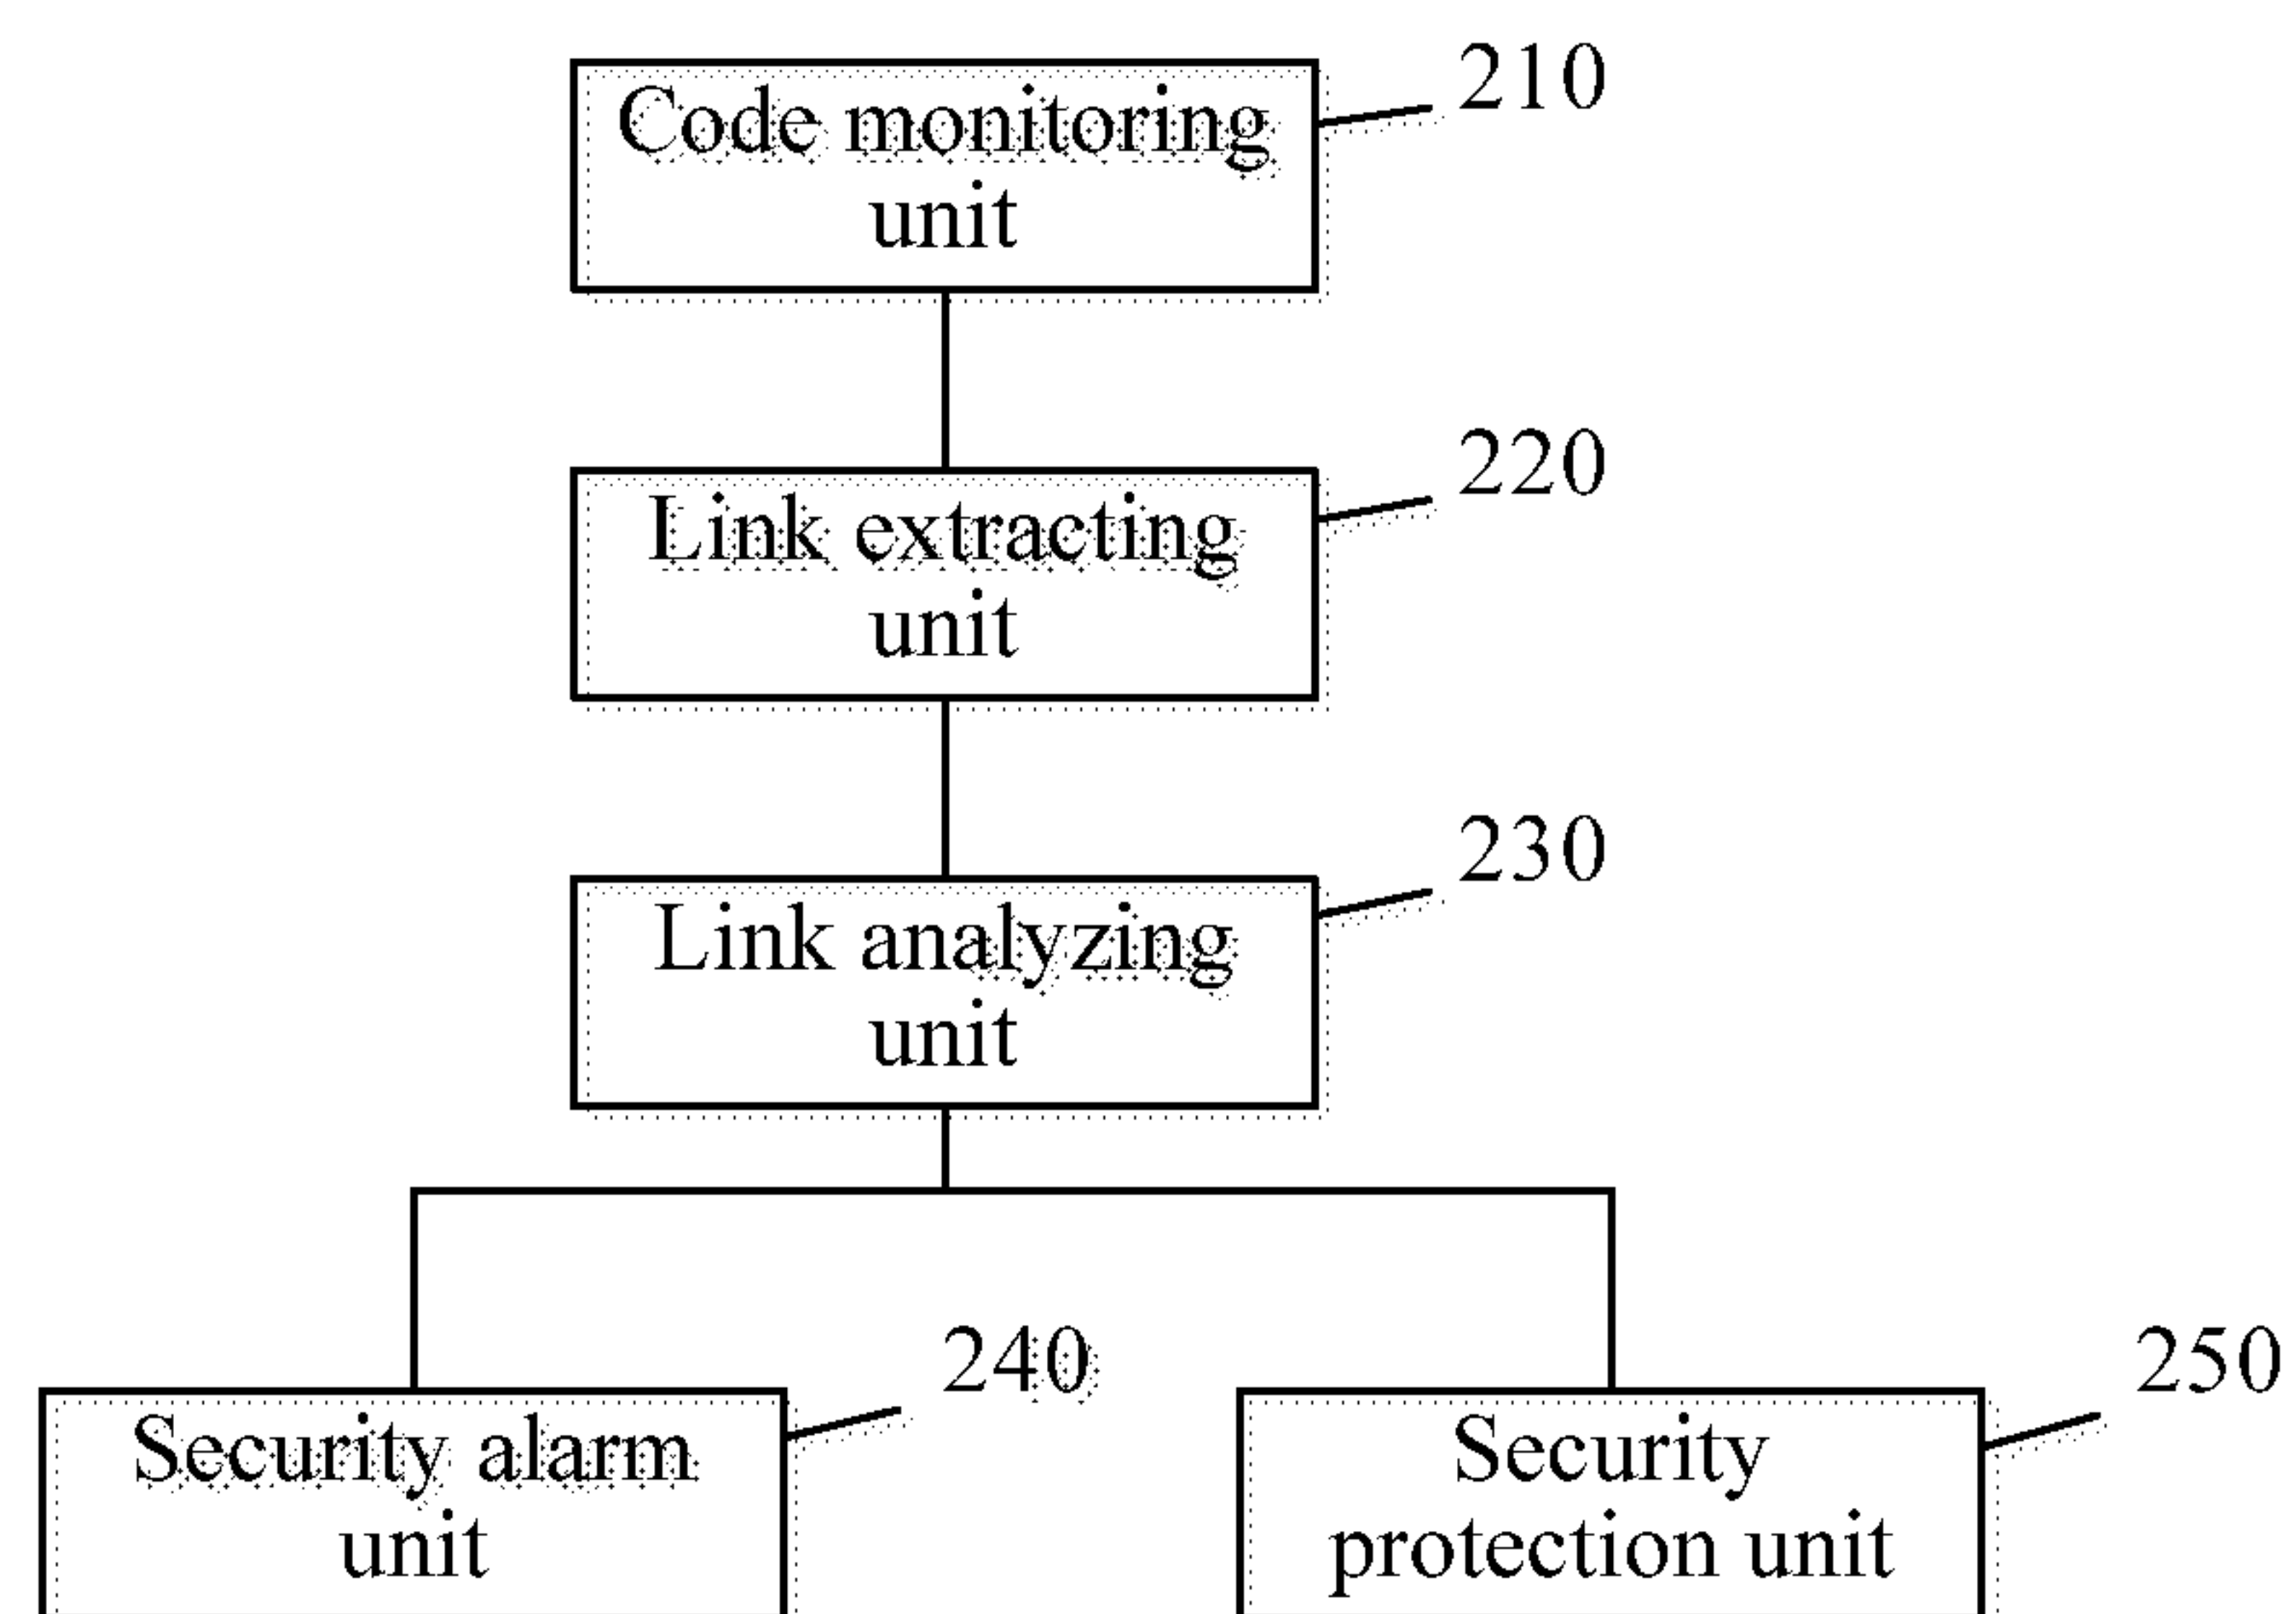 210
Code monitoring
unit
220
Link extracting
unit
230
Link analyzing
unit
240
Security alarm
unit
250
Security
protection unit